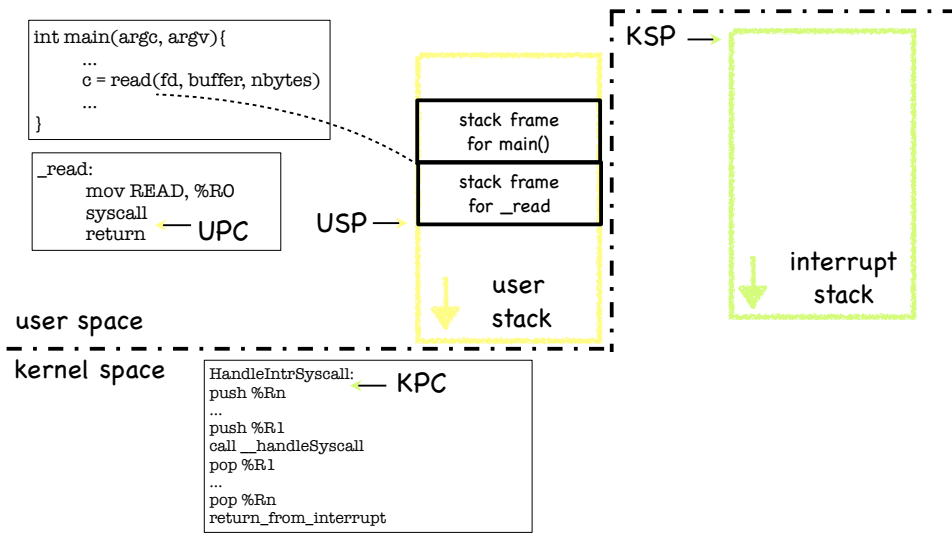 int main(argc, argv){
...
c = read(fd, buffer, nbytes)
...
}
_read:
mov READ, %R0
syscall
return
UPC
USP
stack frame
for main()
stack frame
for _read
user
stack
KSP
interrupt
stack
user space
kernel space
HandleIntrSyscall:
push %Rn
...
push %R1
call __handleSyscall
pop %R1
...
pop %Rn
return_from_interrupt
KPC